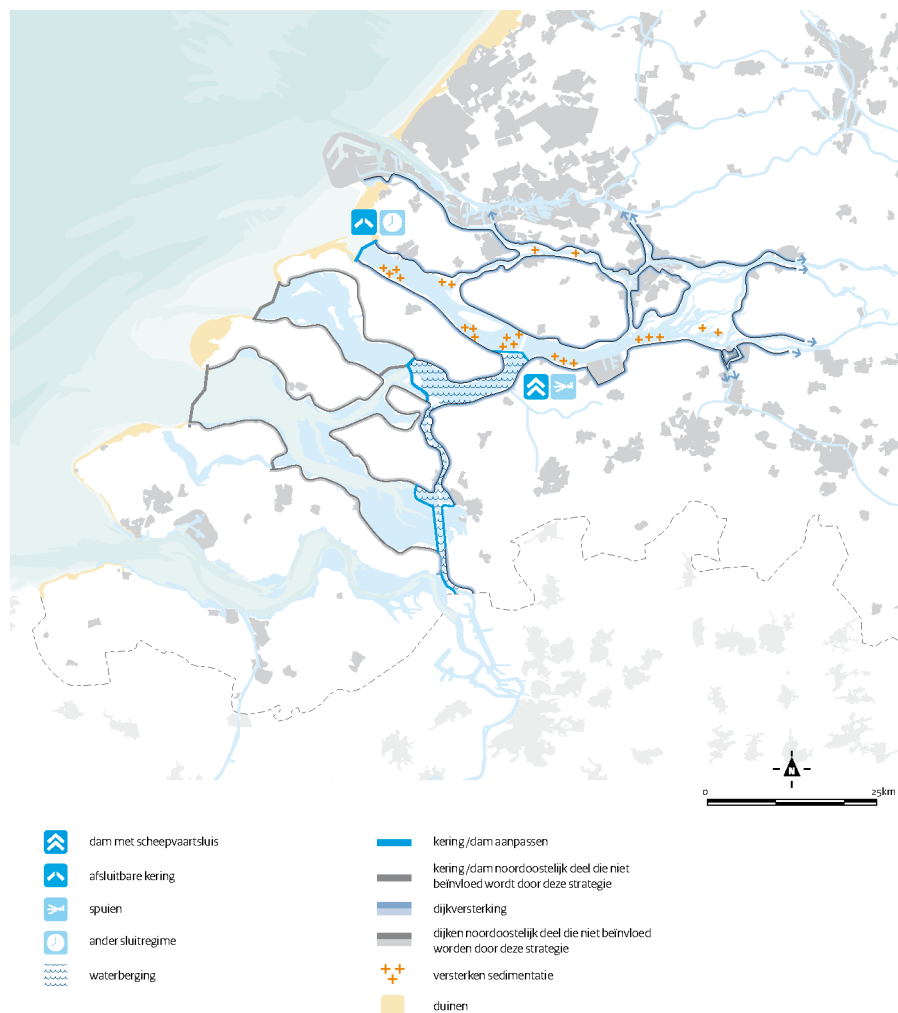 N
0
25km
dam met scheepvaartsluis
afsluitbare kering
spuien
ander sluitregime
waterberging
kering/dam aanpassen
kering/dam noordoostelijk deel die niet
beïnvloed wordt door deze strategie
dijkversterking
dijken noordoostelijk deel die niet beïnvloed
worden door deze strategie
versterken sedimentatie
duinen